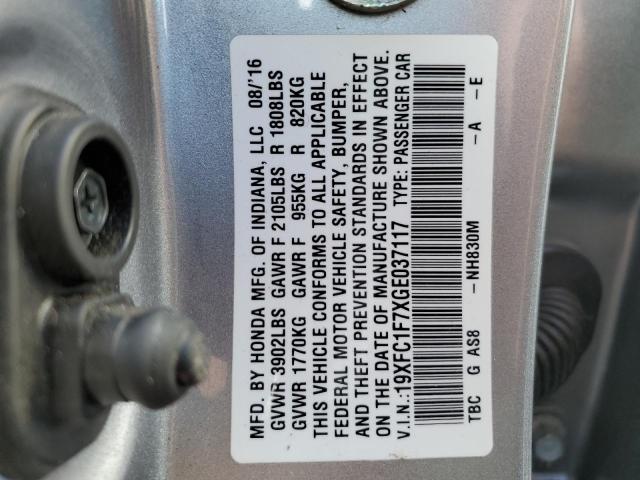 MFD. BY HONDA MFG. OF INDIANA, LLC 08/'16
GVWR 3902LBS GAWR F 2105LBS R 1808LBS
GVWR 1770KG GAWR F 955KG R 820KG
THIS VEHICLE CONFORMS TO ALL APPLICABLE
FEDERAL MOTOR VEHICLE SAFETY, BUMPER,
AND THEFT PREVENTION STANDARDS IN EFFECT
ON THE DATE OF MANUFACTURE SHOWN ABOVE.
V.I.N.:19XFC1F7XGE037117 TYPE: PASSENGER CAR
TBC G AS8 -NH830M -A -E